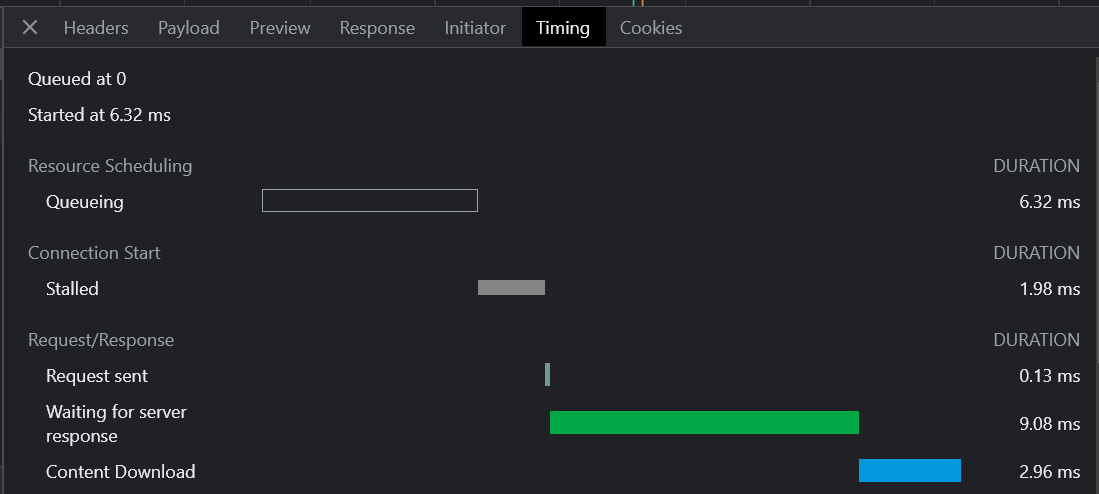 Headers Payload Preview Response Initiator Timing Cookies
Queued at 0
Started at 6.32 ms
Resource Scheduling DURATION
Queueing 6.32 ms
Connection Start DURATION
Stalled 1.98 ms
Request/Response DURATION
Request sent 0.13 ms
Waiting for server
response 9.08 ms
Content Download 2.96 ms